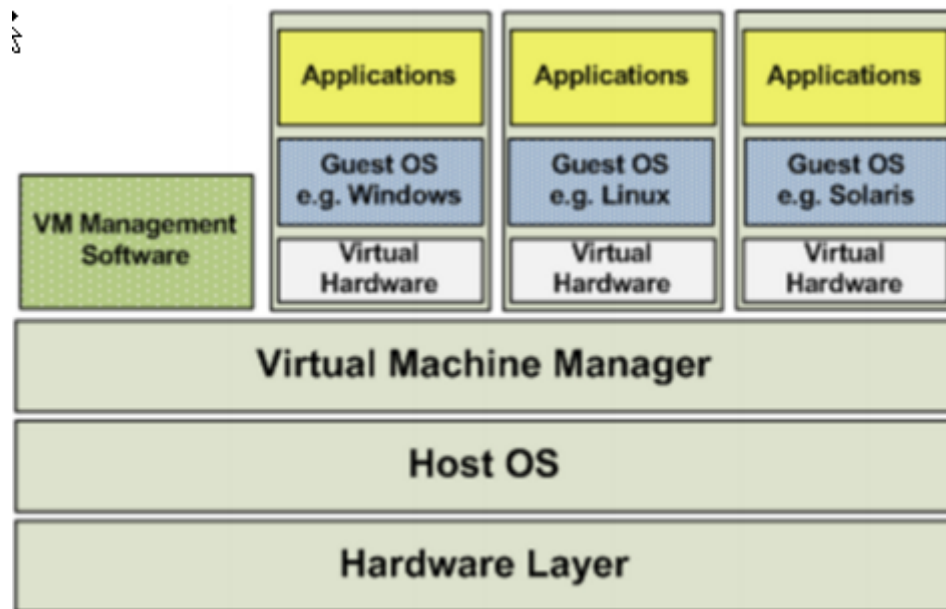 Applications
Applications
Applications
Guest OS
e.g. Windows
Guest OS
e.g. Linux
Guest OS
e.g. Solaris
VM Management
Software
Virtual
Hardware
Virtual
Hardware
Virtual
Hardware
Virtual Machine Manager
Host OS
Hardware Layer